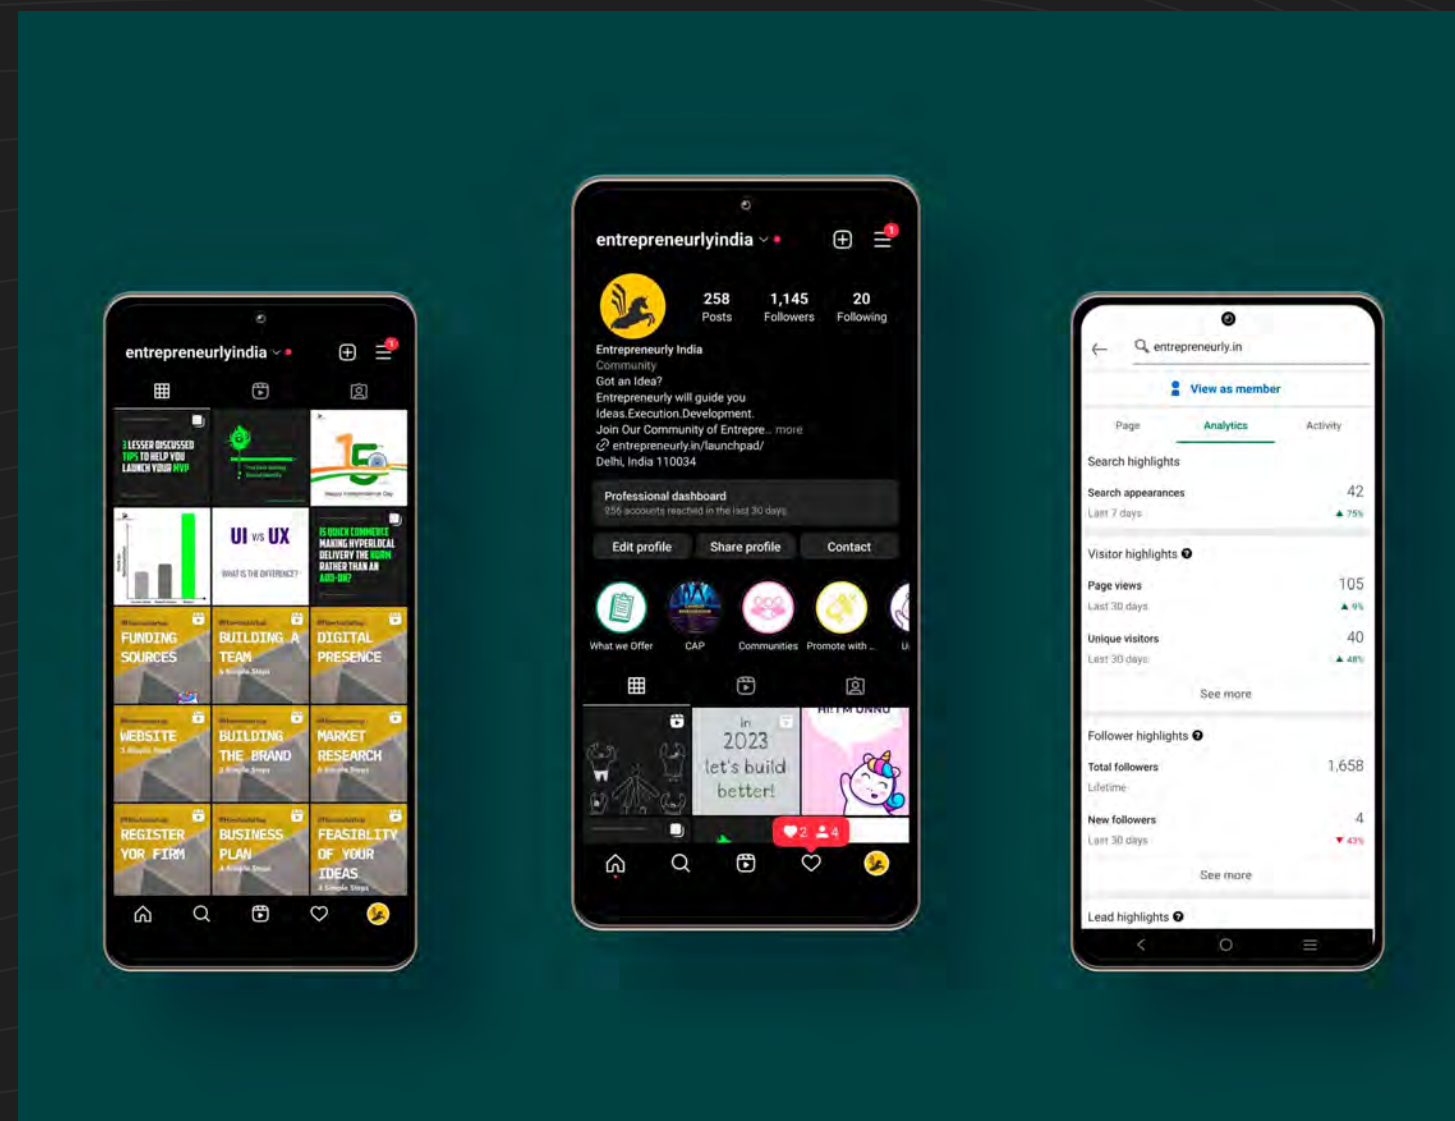 entrepreneurlyindia
1
3 LESSER DISCUSSED
TIPS TO HELP YOU
LAUNCH YOUR MVP
15
Happy Independence Day
UI v/s UX
WHAT IS THE DIFFERENCE?
IS QUICK COMMERCE
MAKING HYPERLOCAL
DELIVERY THE NORM
RATHER THAN AN
ADD-ON?
FUNDING
SOURCES
BUILDING A
TEAM
DIGITAL
PRESENCE
WEBSITE
BUILDING
THE BRAND
MARKET
RESEARCH
REGISTER
YOR FIRM
BUSINESS
PLAN
FEASIBLITY
OF YOUR
IDEAS
entrepreneurlyindia
1
258
Posts
1,145
Followers
20
Following
Entrepreneurly India
Community
Got an Idea?
Entrepreneurly will guide you
Ideas.Execution.Development.
Join Our Community of Entrepre... more
entrepreneurly.in/launchpad/
Delhi, India 110034
Professional dashboard
256 accounts reached in the last 30 days.
Edit profile
Share profile
Contact
What we Offer
CAP
Communities
Promote with ..
In
2023
let's build
better!
HI! I'M UNNU
2 4
entrepreneurly.in
View as member
Page
Analytics
Activity
Search highlights
Search appearances 42
Last 7 days 75%
Visitor highlights
Page views 105
Last 30 days 9%
Unique visitors 40
Last 30 days 48%
See more
Follower highlights
Total followers 1,658
Lifetime
New followers 4
Last 30 days 43%
See more
Lead highlights